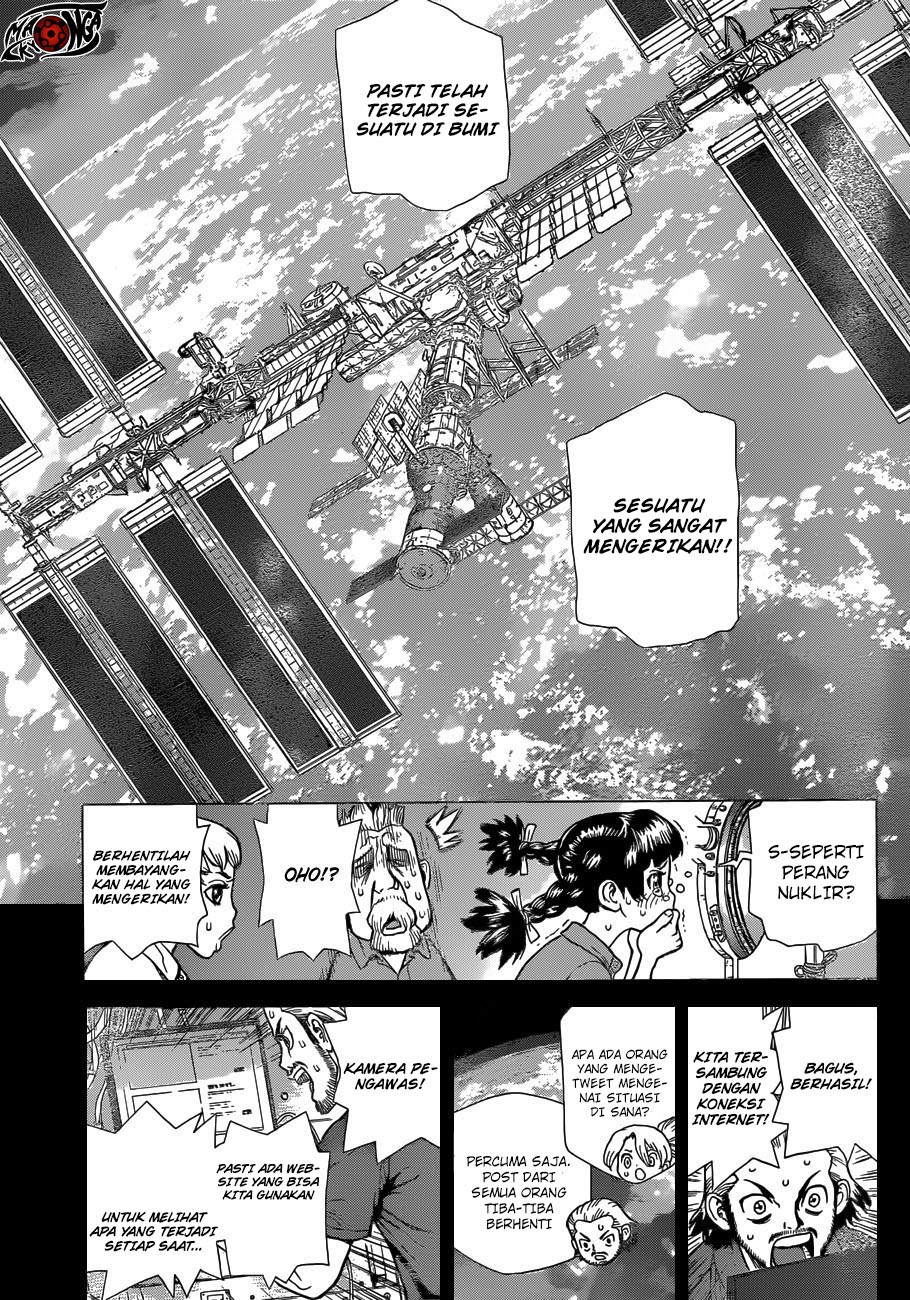 MANGAKU
PASTI TELAH
TERJADI SE-
SUATU DI BUMI
SESUATU
YANG SANGAT
MENGERIKAN!!
S-SEPERTI
PERANG
NUKLIR?
OHO!?
BERHENTILAH
MEMBAYANG-
KAN HAL YANG
MENGERIKAN!
BAGUS,
BERHASIL!
KITA TER-
SAMBUNG
DENGAN
KONEKSI
INTERNET!
APA ADA ORANG
YANG MENGE-
TWEET MENGE-
NAI SITUASI
DI SANA?
PERCUMA SAJA.
POST DARI
SEMUA ORANG
TIBA-TIBA
BERHENTI
KAMERA PE-
NGAWAS!
PASTI ADA WEB-
SITE YANG BISA
KITA GUNAKAN
UNTUK MELIHAT
APA YANG TERJADI
SETIAP SAAT...